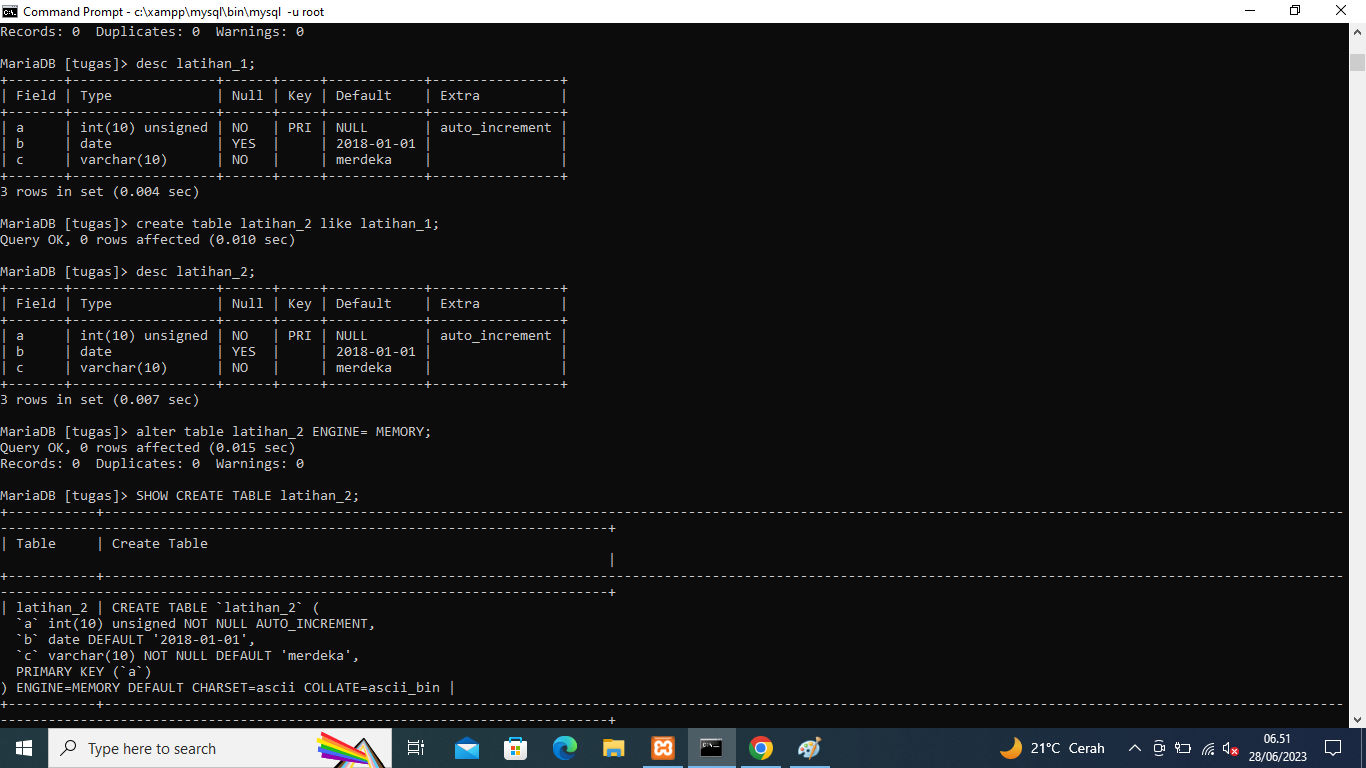 Command Prompt - c:\xampp\mysql\bin\mysql  -u root
Records: 0  Duplicates: 0  Warnings: 0

MariaDB [tugas]> desc latihan_1;
+-------+------------------+------+-----+------------+----------------+
| Field | Type             | Null | Key | Default    | Extra          |
+-------+------------------+------+-----+------------+----------------+
| a     | int(10) unsigned | NO   | PRI | NULL       | auto_increment |
| b     | date             | YES  |     | 2018-01-01 |                |
| c     | varchar(10)      | NO   |     | merdeka    |                |
+-------+------------------+------+-----+------------+----------------+
3 rows in set (0.004 sec)

MariaDB [tugas]> create table latihan_2 like latihan_1;
Query OK, 0 rows affected (0.010 sec)

MariaDB [tugas]> desc latihan_2;
+-------+------------------+------+-----+------------+----------------+
| Field | Type             | Null | Key | Default    | Extra          |
+-------+------------------+------+-----+------------+----------------+
| a     | int(10) unsigned | NO   | PRI | NULL       | auto_increment |
| b     | date             | YES  |     | 2018-01-01 |                |
| c     | varchar(10)      | NO   |     | merdeka    |                |
+-------+------------------+------+-----+------------+----------------+
3 rows in set (0.007 sec)

MariaDB [tugas]> alter table latihan_2 ENGINE= MEMORY;
Query OK, 0 rows affected (0.015 sec)
Records: 0  Duplicates: 0  Warnings: 0

MariaDB [tugas]> SHOW CREATE TABLE latihan_2;
| Table     | Create Table
|
| latihan_2 | CREATE TABLE `latihan_2` (
  `a` int(10) unsigned NOT NULL AUTO_INCREMENT,
  `b` date DEFAULT '2018-01-01',
  `c` varchar(10) NOT NULL DEFAULT 'merdeka',
  PRIMARY KEY (`a`)
) ENGINE=MEMORY DEFAULT CHARSET=ascii COLLATE=ascii_bin |
Type here to search
21°C  Cerah
06.51
28/06/2023